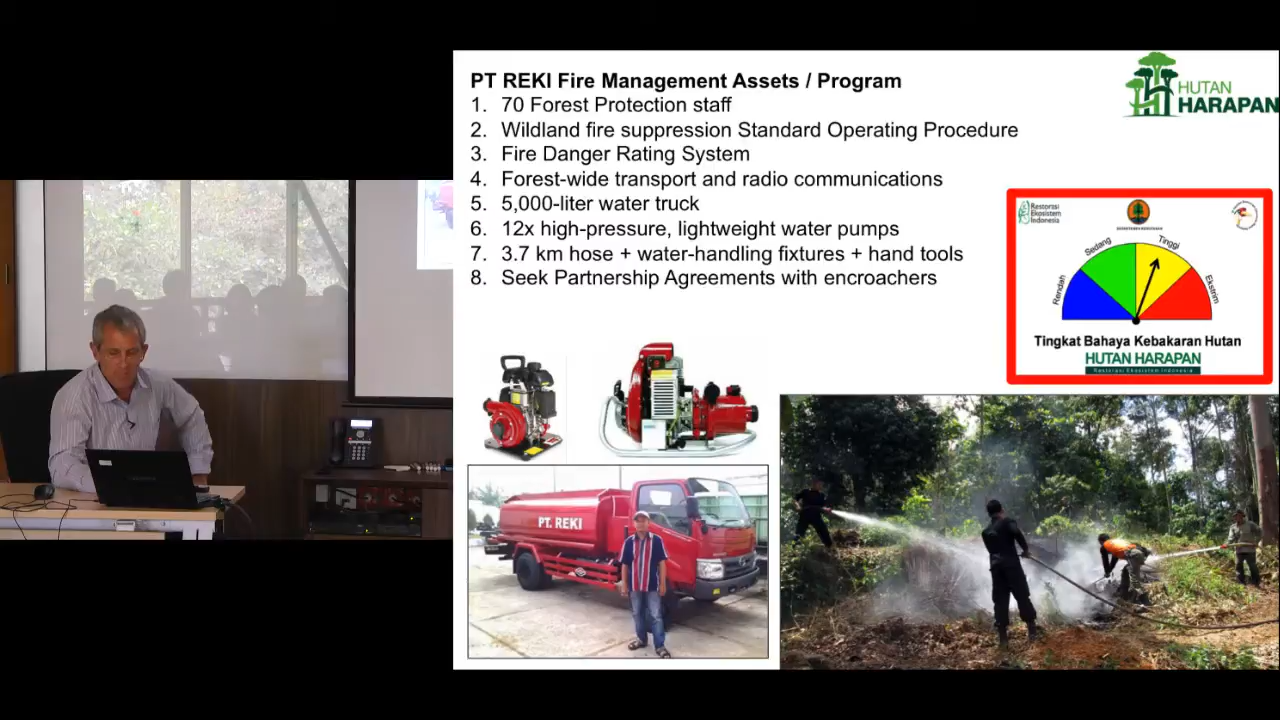 PT REKI Fire Management Assets / Program
1. 70 Forest Protection staff
2. Wildland fire suppression Standard Operating Procedure
3. Fire Danger Rating System
4. Forest-wide transport and radio communications
5. 5,000-liter water truck
6. 12x high-pressure, lightweight water pumps
7. 3.7 km hose + water-handling fixtures + hand tools
8. Seek Partnership Agreements with encroachers
HUTAN
HARAPAN
Restorasi
Ekosistem
Indonesia
Rendah
Sedang
Tinggi
Ekstrim
Tingkat Bahaya Kebakaran Hutan
HUTAN HARAPAN
Restorasi Ekosistem Indonesia
PT. REKI